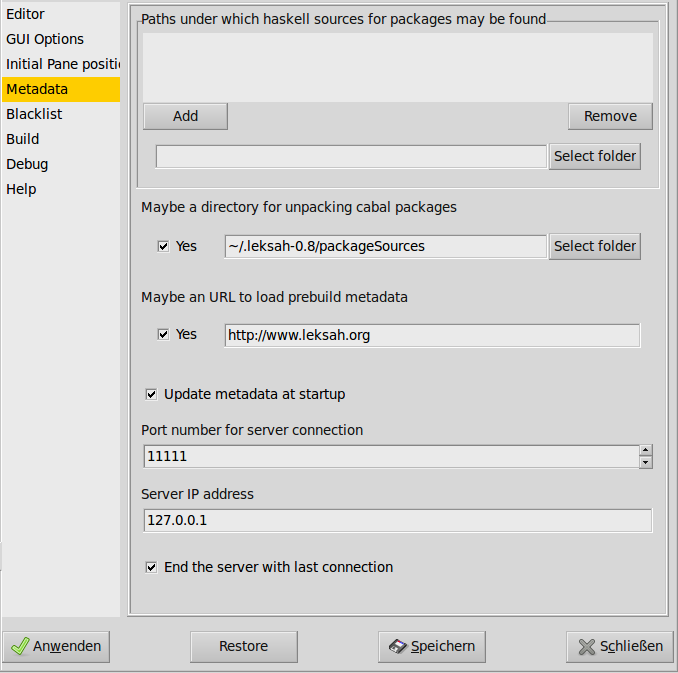 Editor
GUI Options
Initial Pane positi
Metadata
Blacklist
Build
Debug
Help
Paths under which haskell sources for packages may be found
Add
Remove
Select folder
Maybe a directory for unpacking cabal packages
Yes
~/.leksah-0.8/packageSources
Select folder
Maybe an URL to load prebuild metadata
Yes
http://www.leksah.org
Update metadata at startup
Port number for server connection
11111
Server IP address
127.0.0.1
End the server with last connection
Anwenden
Restore
Speichern
Schließen